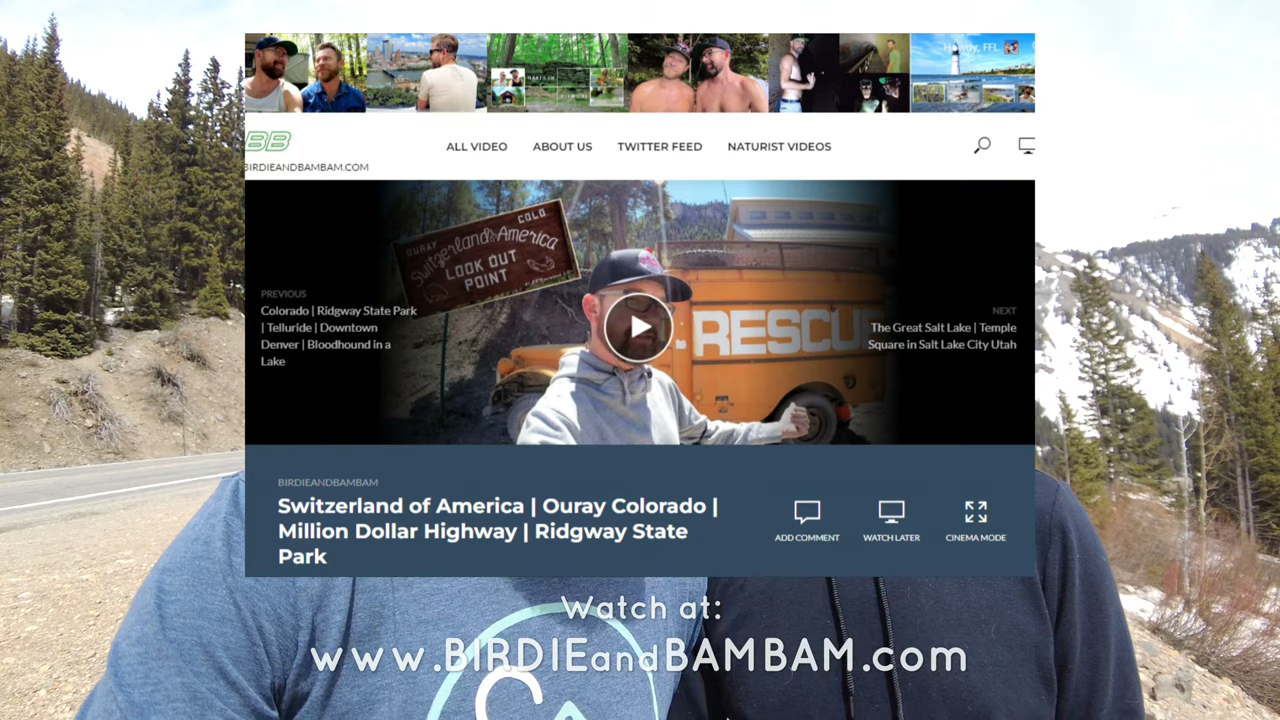 Howdy, FFL
BB
BIRDIEANDBAMBAM.COM
ALL VIDEO
ABOUT US
TWITTER FEED
NATURIST VIDEOS
OURAY
COLO.
Switzerland of America
LOOK OUT
POINT
RESCU
PREVIOUS
Colorado | Ridgway State Park
| Telluride | Downtown
Denver | Bloodhound in a
Lake
NEXT
The Great Salt Lake | Temple
Square in Salt Lake City Utah
BIRDIEANDBAMBAM
Switzerland of America | Ouray Colorado |
Million Dollar Highway | Ridgway State
Park
ADD COMMENT
WATCH LATER
CINEMA MODE
Watch at:
www.BIRDIEandBAMBAM.com